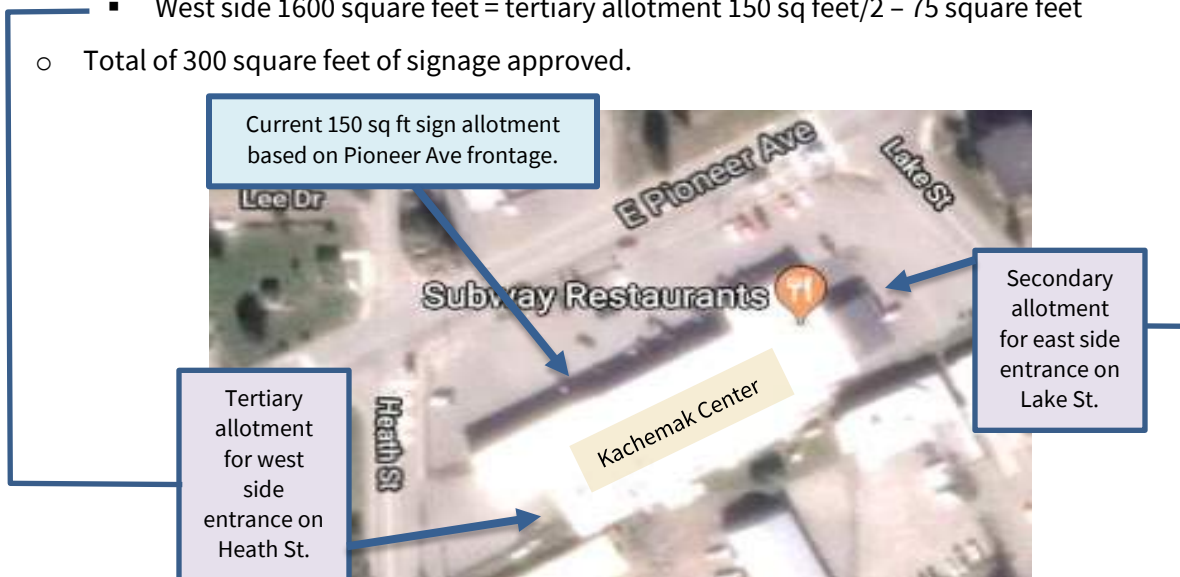 ▪ West side 1600 square feet = tertiary allotment 150 sq feet/2 – 75 square feet
o Total of 300 square feet of signage approved.
Current 150 sq ft sign allotment
based on Pioneer Ave frontage.
Lee Dr
E Pioneer Ave
Lake St
Subway Restaurants
Secondary
allotment
for east side
entrance on
Lake St.
Kachemak Center
Heath St
Tertiary
allotment
for west
side
entrance on
Heath St.